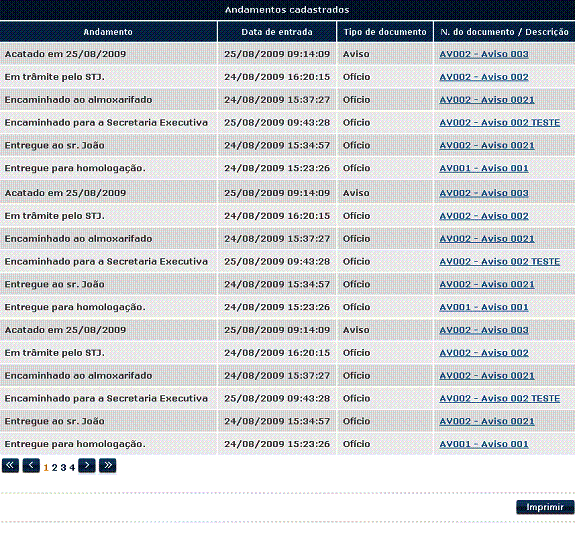 Andamentos cadastrados
Andamento Data de entrada Tipo de documento N. do documento / Descrição
Acatado em 25/08/2009 25/08/2009 09:14:09 Aviso AV002 - Aviso 003
Em trâmite pelo STJ. 24/08/2009 16:20:15 Ofício AV002 - Aviso 002
Encaminhado ao almoxarifado 24/08/2009 15:37:27 Ofício AV002 - Aviso 0021
Encaminhado para a Secretaria Executiva 25/08/2009 09:43:28 Ofício AV002 - Aviso 002 TESTE
Entregue ao sr. João 24/08/2009 15:34:57 Ofício AV002 - Aviso 0021
Entregue para homologação. 24/08/2009 15:23:26 Ofício AV001 - Aviso 001
Acatado em 25/08/2009 25/08/2009 09:14:09 Aviso AV002 - Aviso 003
Em trâmite pelo STJ. 24/08/2009 16:20:15 Ofício AV002 - Aviso 002
Encaminhado ao almoxarifado 24/08/2009 15:37:27 Ofício AV002 - Aviso 0021
Encaminhado para a Secretaria Executiva 25/08/2009 09:43:28 Ofício AV002 - Aviso 002 TESTE
Entregue ao sr. João 24/08/2009 15:34:57 Ofício AV002 - Aviso 0021
Entregue para homologação. 24/08/2009 15:23:26 Ofício AV001 - Aviso 001
Acatado em 25/08/2009 25/08/2009 09:14:09 Aviso AV002 - Aviso 003
Em trâmite pelo STJ. 24/08/2009 16:20:15 Ofício AV002 - Aviso 002
Encaminhado ao almoxarifado 24/08/2009 15:37:27 Ofício AV002 - Aviso 0021
Encaminhado para a Secretaria Executiva 25/08/2009 09:43:28 Ofício AV002 - Aviso 002 TESTE
Entregue ao sr. João 24/08/2009 15:34:57 Ofício AV002 - Aviso 0021
Entregue para homologação. 24/08/2009 15:23:26 Ofício AV001 - Aviso 001
« ‹ 1 2 3 4 › »
Imprimir